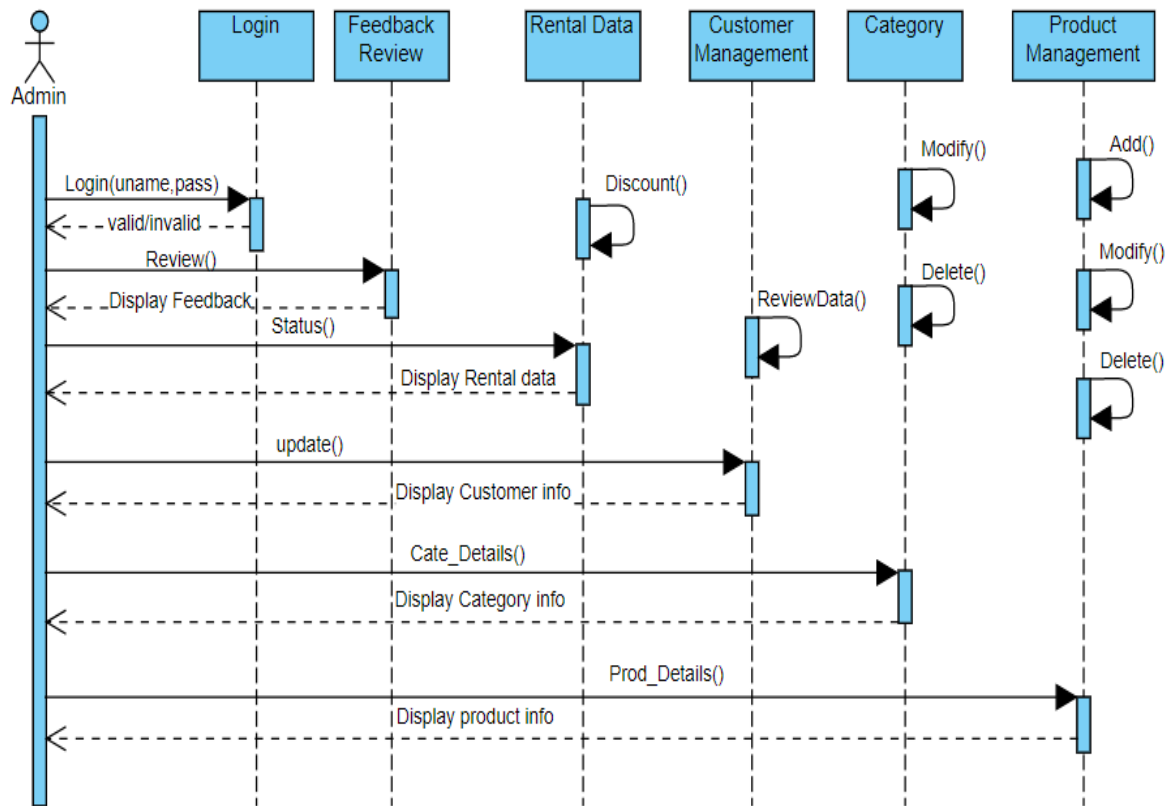 Login
Feedback
Review
Rental Data
Customer
Management
Category
Product
Management
Admin
Modify()
Add()
Login(uname,pass)
Discount()
valid/invalid
Review()
Modify()
Delete()
Display Feedback
ReviewData()
Status()
Delete()
Display Rental data
update()
Display Customer info
Cate_Details()
Display Category info
Prod_Details()
Display product info